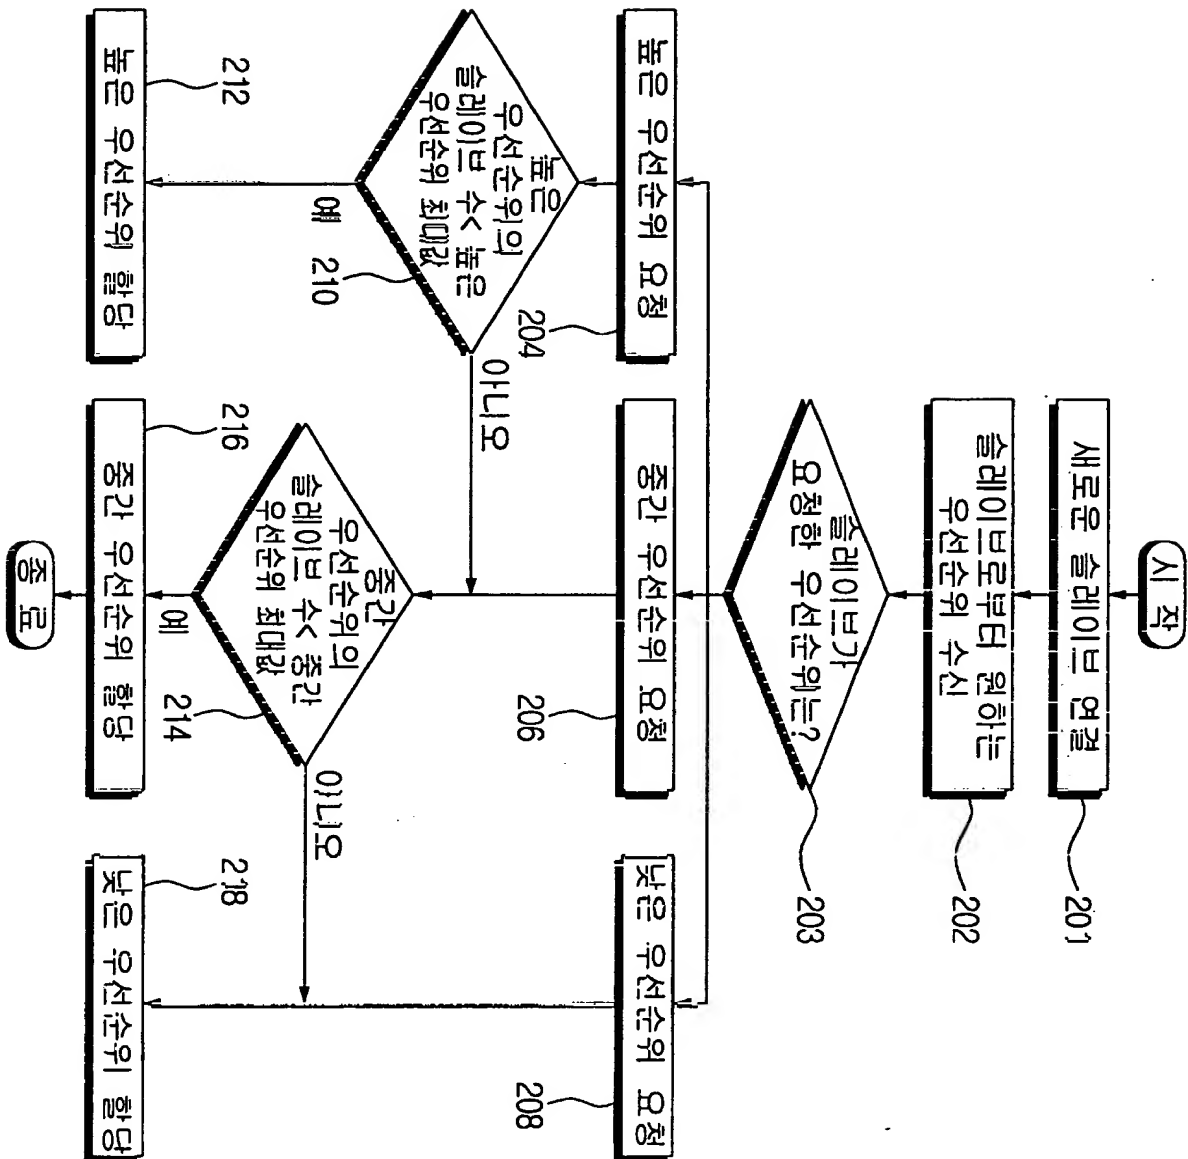 시 작
새로운 슬레이브 연결
201
슬레이브로부터 원하는
우선순위 수신
202
슬레이브가
요청한 우선순위는?
203
높은 우선순위 요청
204
중간 우선순위 요청
206
낮은 우선순위 요청
208
높은
우선순위의
슬레이브 수< 높은
우선순위 최대값
210
아니오
예
중간
우선순위의
슬레이브 수< 중간
우선순위 최대값
214
아니오
예
높은 우선순위 할당
212
중간 우선순위 할당
216
낮은 우선순위 할당
218
종 료